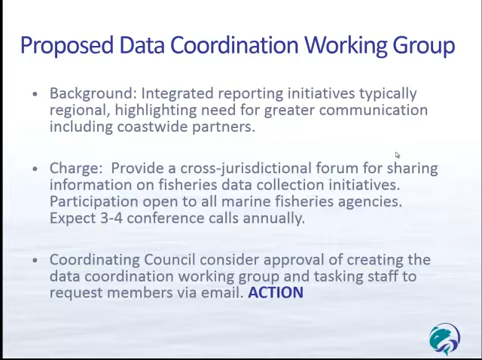 Proposed Data Coordination Working Group
• Background: Integrated reporting initiatives typically
regional, highlighting need for greater communication
including coastwide partners.
• Charge: Provide a cross-jurisdictional forum for sharing
information on fisheries data collection initiatives.
Participation open to all marine fisheries agencies.
Expect 3-4 conference calls annually.
• Coordinating Council consider approval of creating the
data coordination working group and tasking staff to
request members via email. ACTION